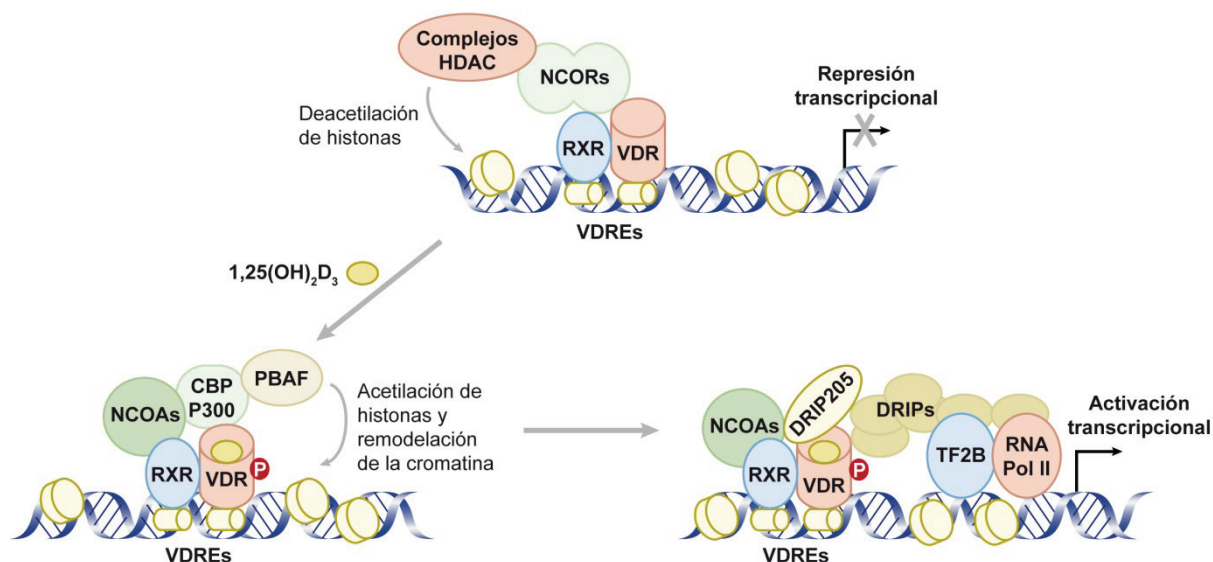 Complejos
HDAC
NCORs
Deacetilación
de histonas
RXR
VDR
Represión
transcripcional
VDREs
1,25(OH)₂D₃
NCOAs
CBP
P300
PBAF
RXR
VDR
P
Acetilación de
histonas y
remodelación
de la cromatina
VDREs
NCOAs
DRIP205
DRIPs
RXR
VDR
P
TF2B
RNA
Pol II
Activación
transcripcional
VDREs